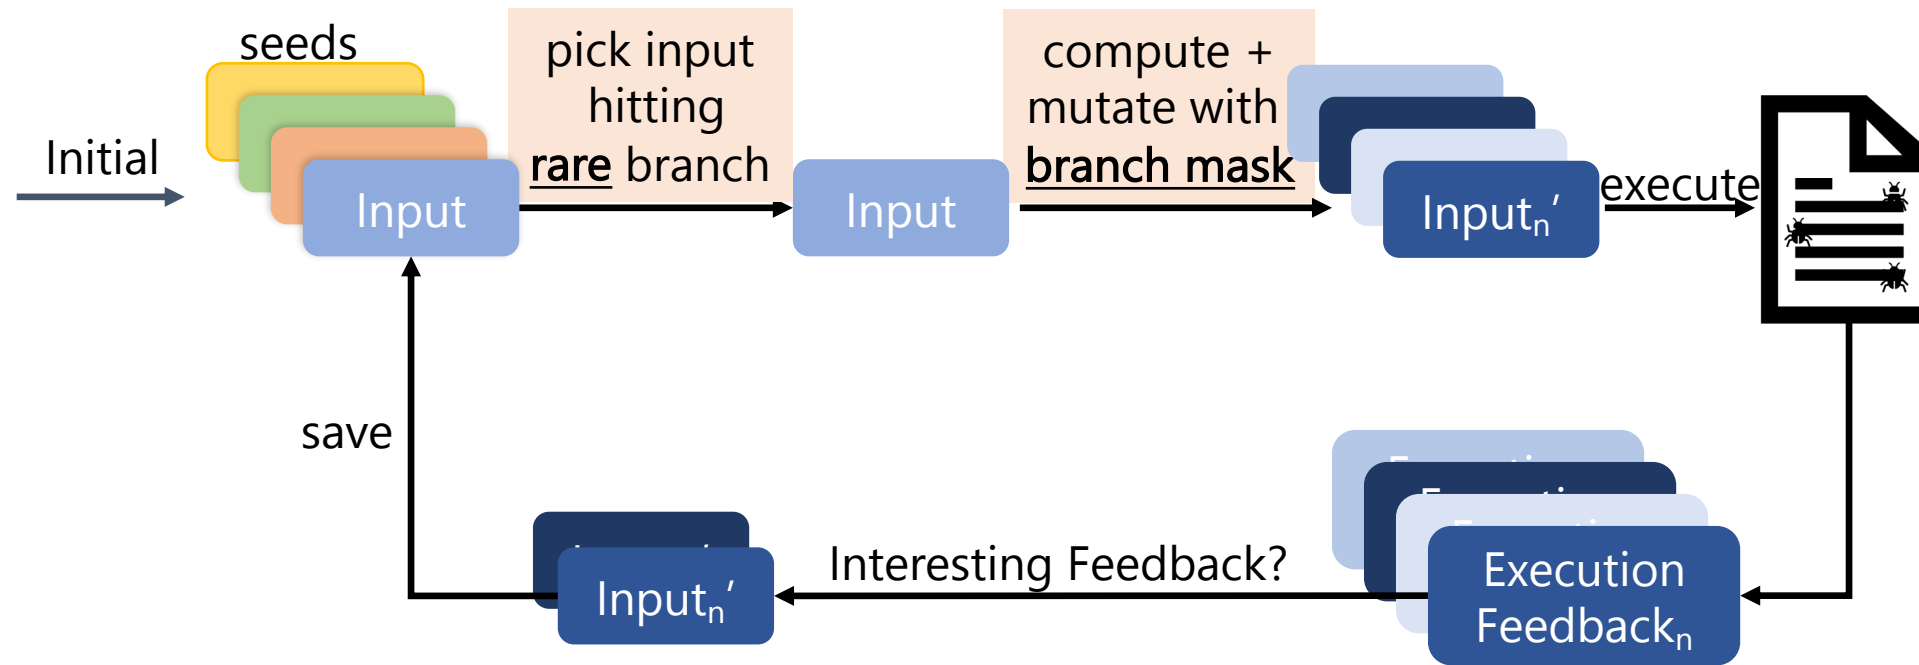 seeds
Initial
Input
pick input
hitting
rare branch
Input
compute +
mutate with
branch mask
Inputₙ′
execute
save
Inputₙ′
Interesting Feedback?
Execution
Feedbackₙ